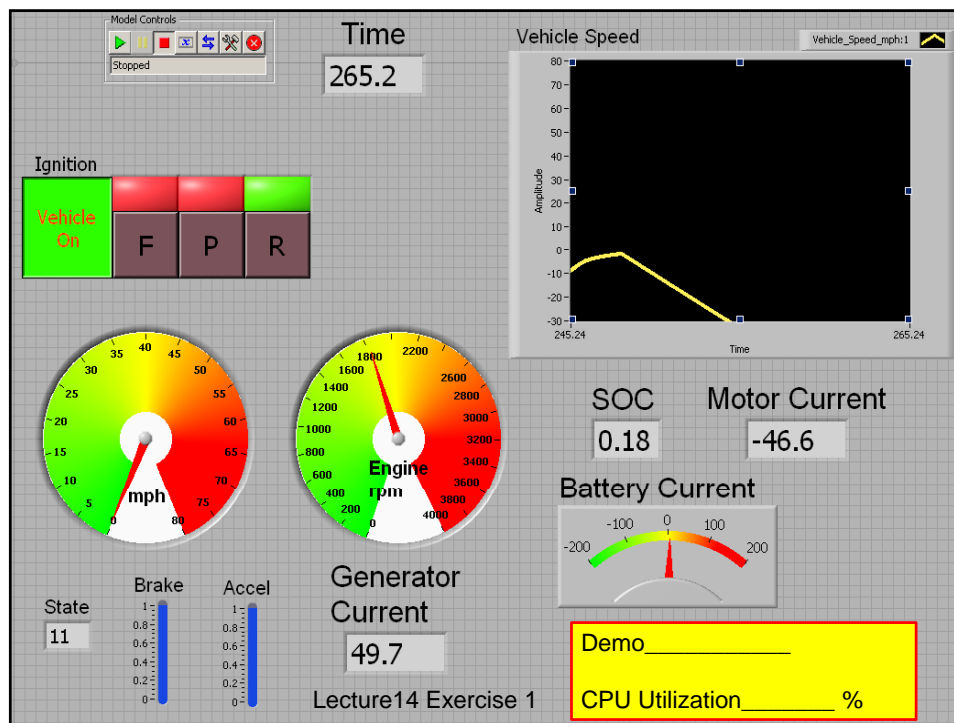 Model Controls
Stopped
Time
265.2
Vehicle Speed
Vehicle_Speed_mph:1
80
70
60
50
40
30
20
10
0
-10
-20
-30
Amplitude
245.24
265.24
Time
Ignition
Vehicle
On
F
P
R
0
5
10
15
20
25
30
35
40
45
50
55
60
65
70
75
80
mph
0
200
400
600
800
1000
1200
1400
1600
1800
2200
2600
2800
3000
3200
3400
3600
3800
4000
Engine
rpm
SOC
0.18
Motor Current
-46.6
Battery Current
-200
-100
0
100
200
State
11
Brake
1
0.8
0.6
0.4
0.2
0
Accel
1
0.8
0.6
0.4
0.2
0
Generator
Current
49.7
Lecture14 Exercise 1
Demo___________
CPU Utilization_______ %